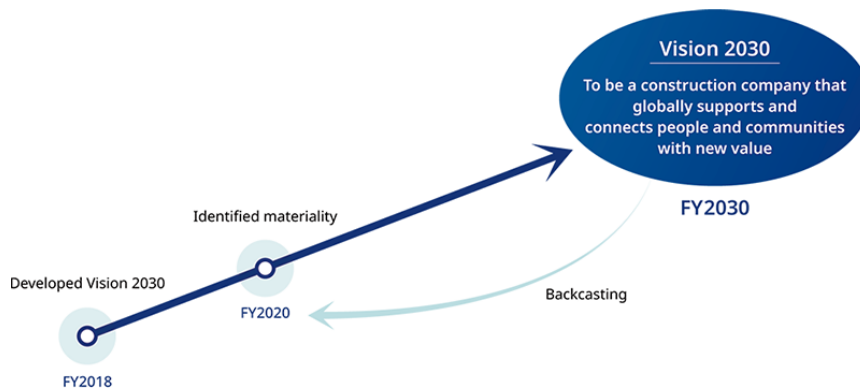 Vision 2030
To be a construction company that
globally supports and
connects people and communities
with new value
FY2030
Identified materiality
Developed Vision 2030
Backcasting
FY2020
FY2018